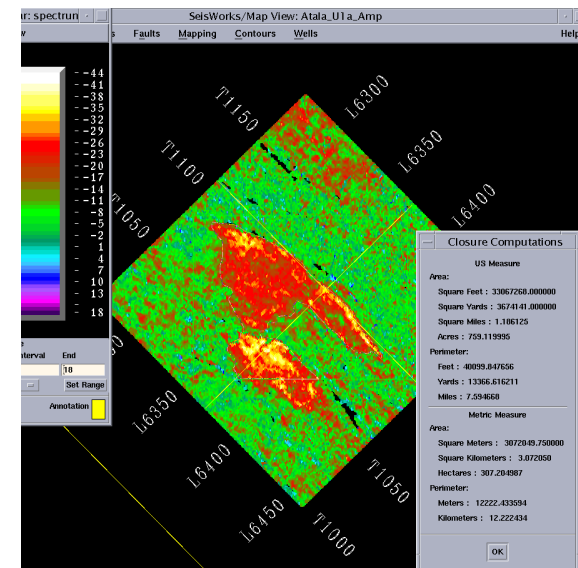 ar: spectrun
SeisWorks/Map View: Atala_U1a_Amp
Faults Mapping Contours Wells Help
-44
-41
-38
-35
-32
-29
-26
-23
-20
-17
-14
-11
-8
-5
-2
1
4
7
10
13
18
T1150
T1100
T1050
L6300
L6350
L6400
L6350
L6400
L6450
T1050
T1000
nterval End
18
Set Range
Annotation
Closure Computations
US Measure
Area:
Square Feet : 33067268.000000
Square Yards : 3674141.000000
Square Miles : 1.186125
Acres : 759.119995
Perimeter:
Feet : 40099.847656
Yards : 13366.616211
Miles : 7.594668
Metric Measure
Area:
Square Meters : 3072049.750000
Square Kilometers : 3.072050
Hectares : 307.204987
Perimeter:
Meters : 12222.433594
Kilometers : 12.222434
OK